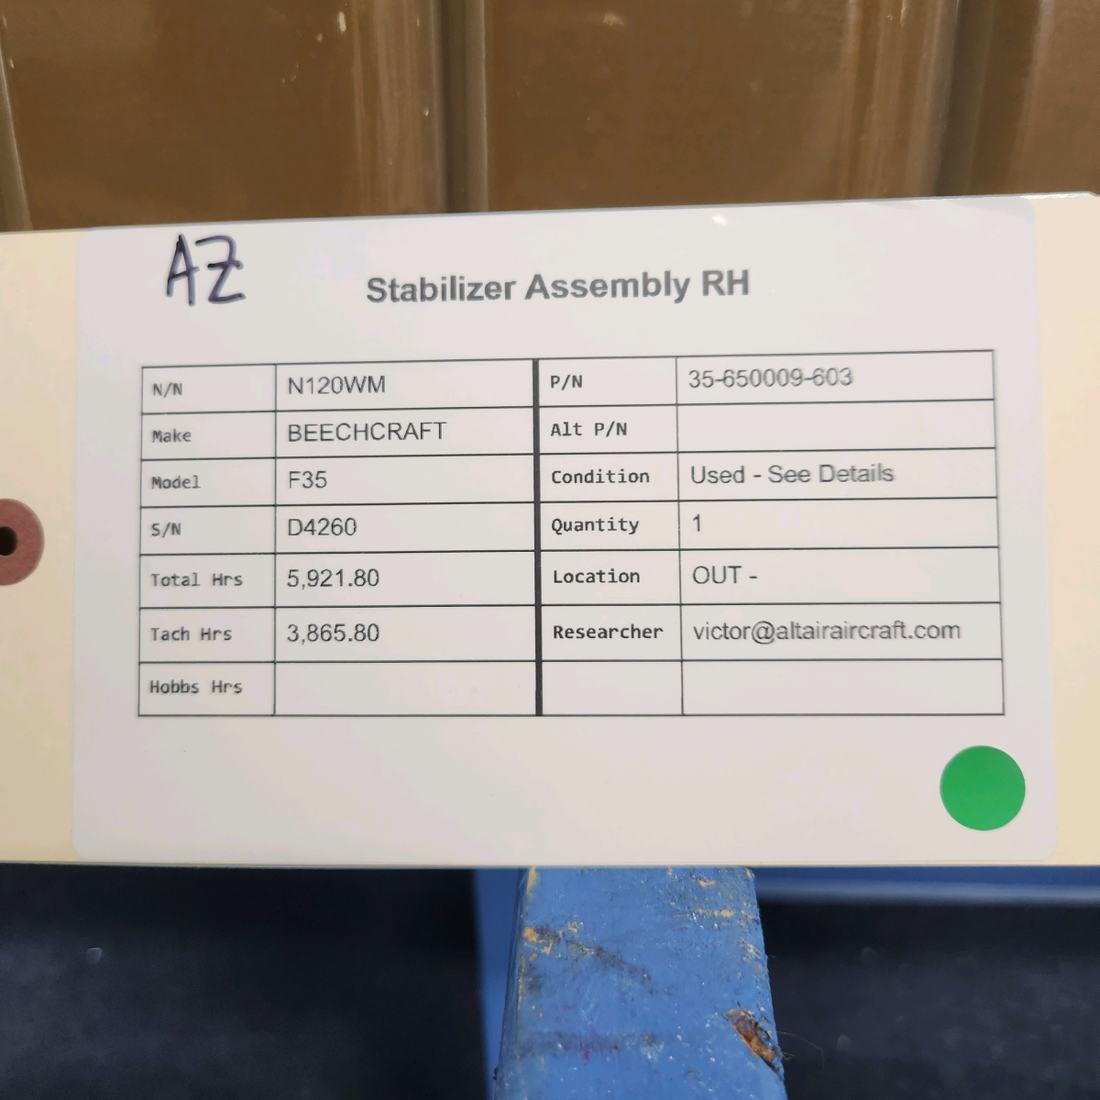 AZ
Stabilizer Assembly RH
N/N N120WM P/N 35-650009-603
Make BEECHCRAFT Alt P/N
Model F35 Condition Used - See Details
S/N D4260 Quantity 1
Total Hrs 5,921.80 Location OUT -
Tach Hrs 3,865.80 Researcher victor@altairaircraft.com
Hobbs Hrs